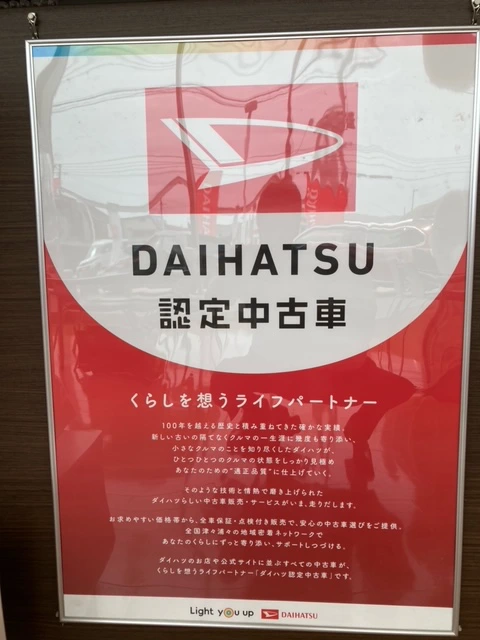 DAIHATSU
認定中古車
くらしを想うライフパートナー
100年を越える歴史と積み重ねてきた確かな実績。
新しい古いの隔てなくクルマの一生涯に幾度も寄り添い、
小さなクルマのことを知り尽くしたダイハツが、
ひとつひとつのクルマの状態をしっかり見極め
あなたのための"適正品質"に仕上げていく。
そのような技術と情熱で磨き上げられた
ダイハツらしい中古車販売・サービスがいま、走りだします。
お求めやすい価格帯から、全車保証・点検付き販売で、安心の中古車選びをご提供。
全国津々浦々の地域密着ネットワークで
あなたのくらしにずっと寄り添い、サポートしつづける。
ダイハツのお店や公式サイトに並ぶすべての中古車が、
くらしを想うライフパートナー「ダイハツ認定中古車」です。
Light you up DAIHATSU